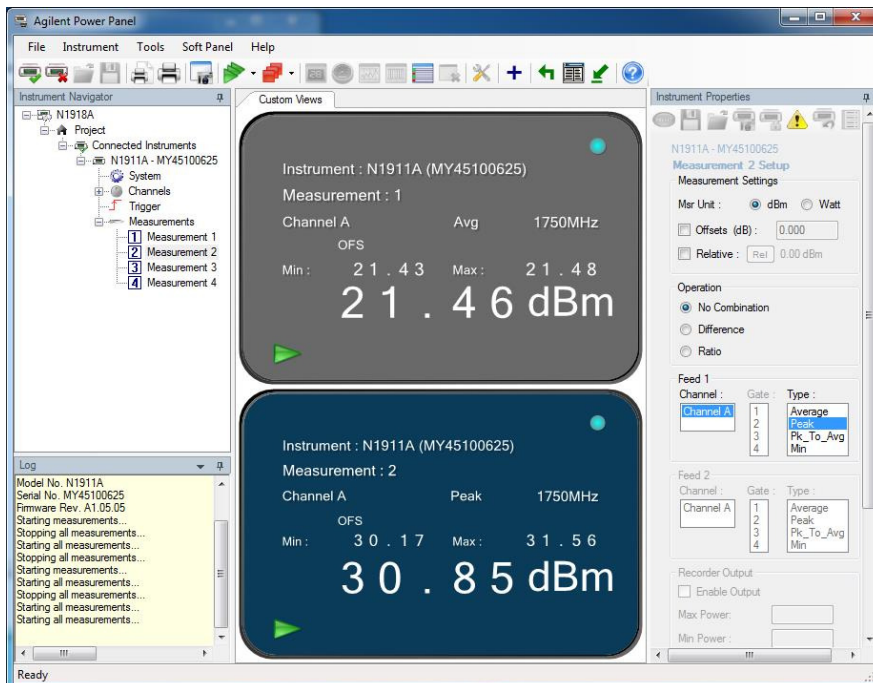 Agilent Power Panel
File Instrument Tools Soft Panel Help
Instrument Navigator
N1918A
Project
Connected Instruments
N1911A - MY45100625
System
Channels
Trigger
Measurements
1 Measurement 1
2 Measurement 2
3 Measurement 3
4 Measurement 4
Log
Model No. N1911A
Serial No. MY45100625
Firmware Rev. A1.05.05
Starting measurements...
Stopping all measurements...
Starting all measurements...
Stopping all measurements...
Starting measurements...
Starting all measurements...
Stopping all measurements...
Starting all measurements...
Starting all measurements...
Ready
Custom Views
Instrument : N1911A (MY45100625)
Measurement : 1
Channel A Avg 1750MHz
OFS
Min : 21.43 Max : 21.48
21.46 dBm
Instrument : N1911A (MY45100625)
Measurement : 2
Channel A Peak 1750MHz
OFS
Min : 30.17 Max : 31.56
30.85 dBm
Instrument Properties
N1911A - MY45100625
Measurement 2 Setup
Measurement Settings
Msr Unit : dBm Watt
Offsets (dB) : 0.000
Relative : Rel 0.00 dBm
Operation
No Combination
Difference
Ratio
Feed 1
Channel : Gate : Type :
Channel A 1 Average
2 Peak
3 Pk_To_Avg
4 Min
Feed 2
Channel : Gate : Type :
Channel A 1 Average
2 Peak
3 Pk_To_Avg
4 Min
Recorder Output
Enable Output
Max Power:
Min Power :